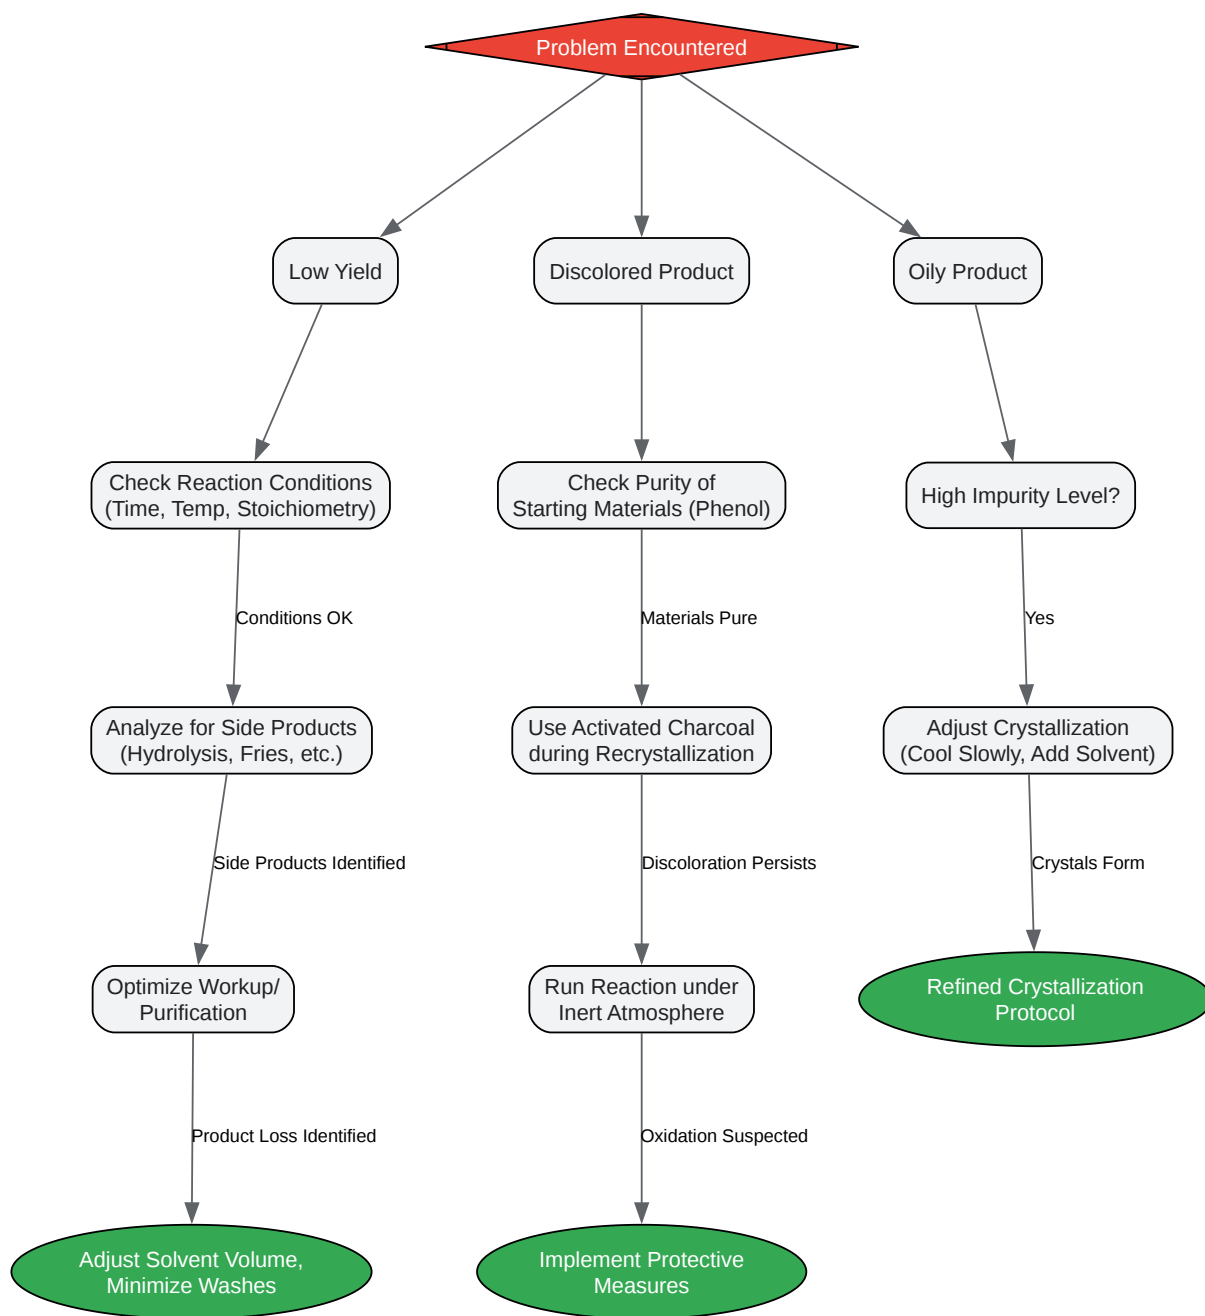 Problem Encountered
Low Yield
Discolored Product
Oily Product
Check Reaction Conditions
(Time, Temp, Stoichiometry)
Check Purity of
Starting Materials (Phenol)
High Impurity Level?
Conditions OK
Materials Pure
Yes
Analyze for Side Products
(Hydrolysis, Fries, etc.)
Use Activated Charcoal
during Recrystallization
Adjust Crystallization
(Cool Slowly, Add Solvent)
Side Products Identified
Discoloration Persists
Crystals Form
Optimize Workup/
Purification
Run Reaction under
Inert Atmosphere
Refined Crystallization
Protocol
Product Loss Identified
Oxidation Suspected
Adjust Solvent Volume,
Minimize Washes
Implement Protective
Measures